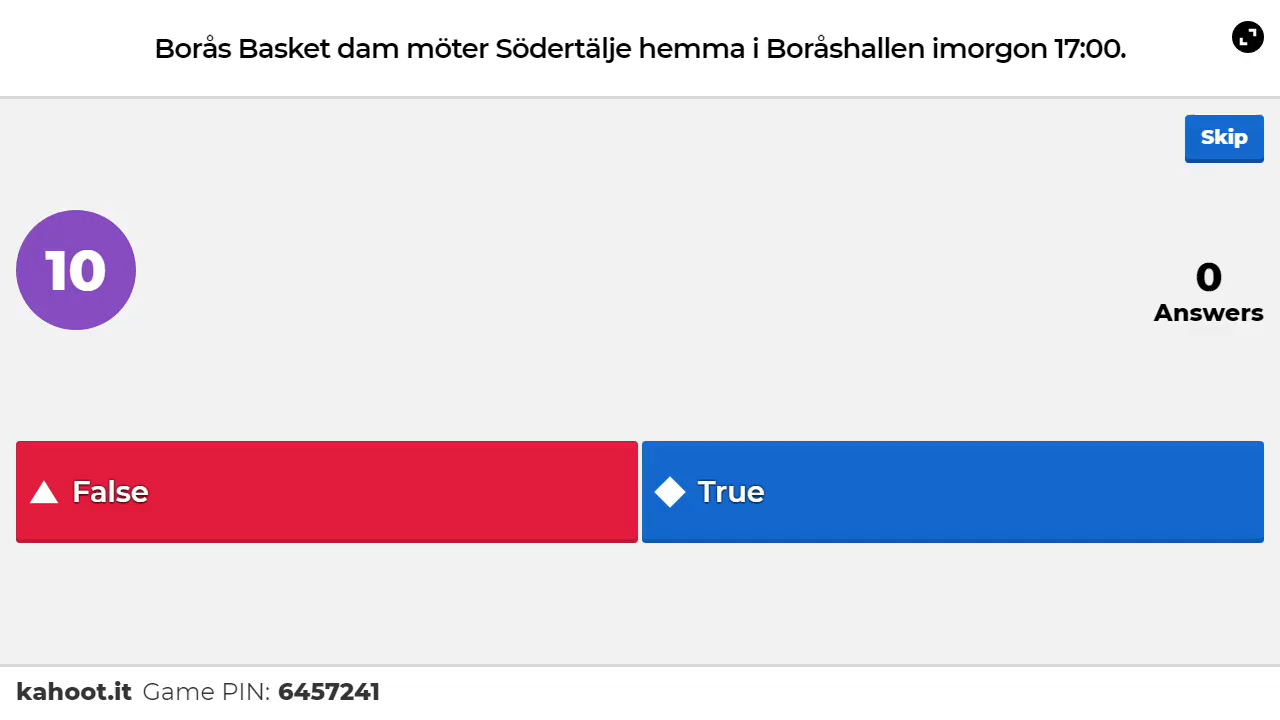 Borås Basket dam möter Södertälje hemma i Boråshallen imorgon 17:00.
Skip
10
0
Answers
False
True
kahoot.it Game PIN: 6457241